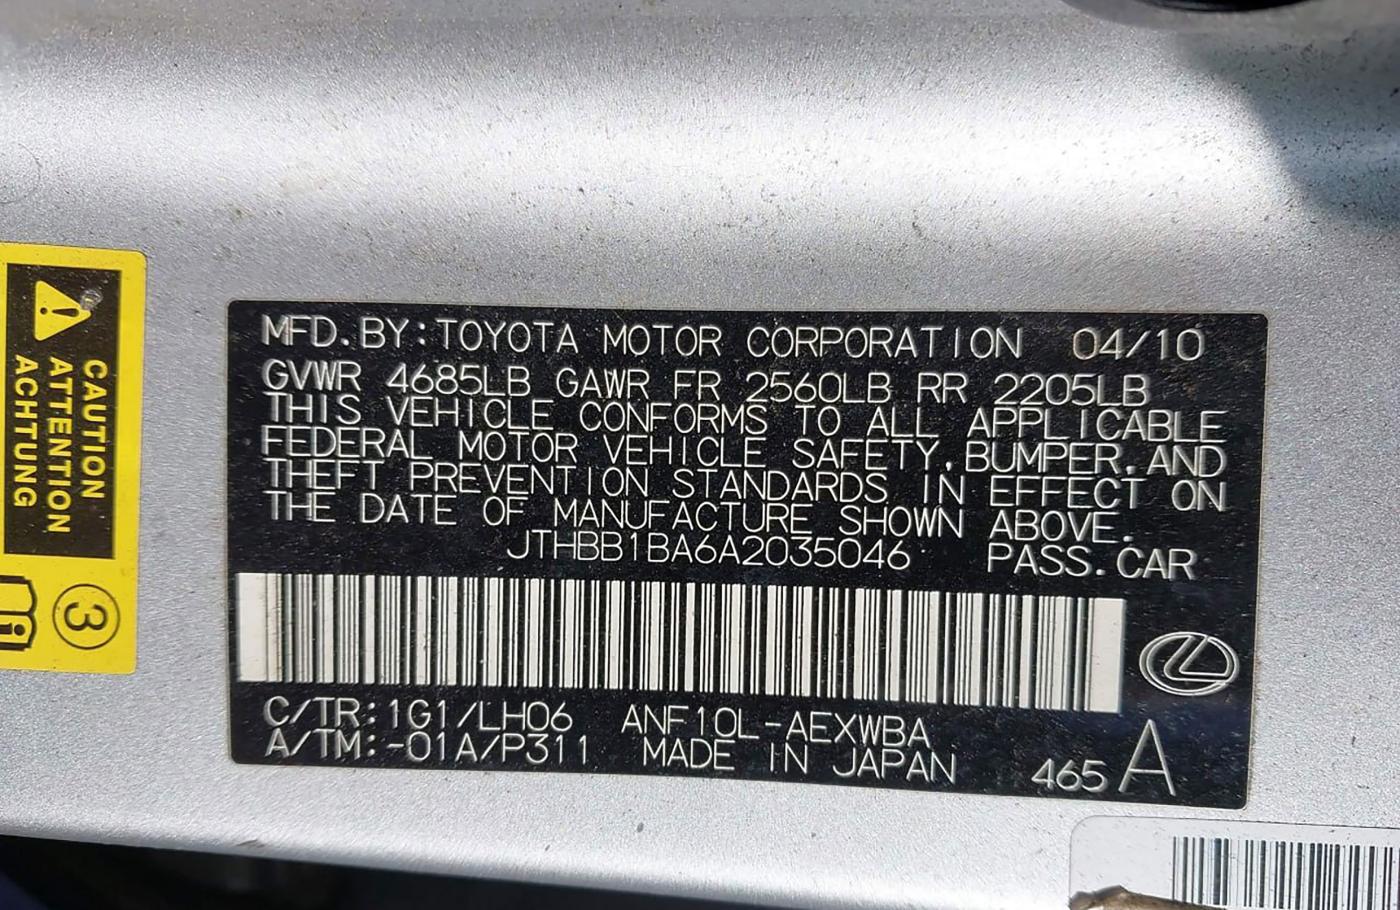 CAUTION
ATTENTION
ACHTUNG
3
i
MFD.BY:TOYOTA MOTOR CORPORATION 04/10
GVWR 4685LB GAWR FR 2560LB RR 2205LB
THIS VEHICLE CONFORMS TO ALL APPLICABLE
FEDERAL MOTOR VEHICLE SAFETY,BUMPER,AND
THEFT PREVENTION STANDARDS IN EFFECT ON
THE DATE OF MANUFACTURE SHOWN ABOVE.
JTHBB1BA6A2035046 PASS.CAR
C/TR:1G1/LH06 ANF10L-AEXWBA
A/TM:-01A/P311 MADE IN JAPAN 465 A